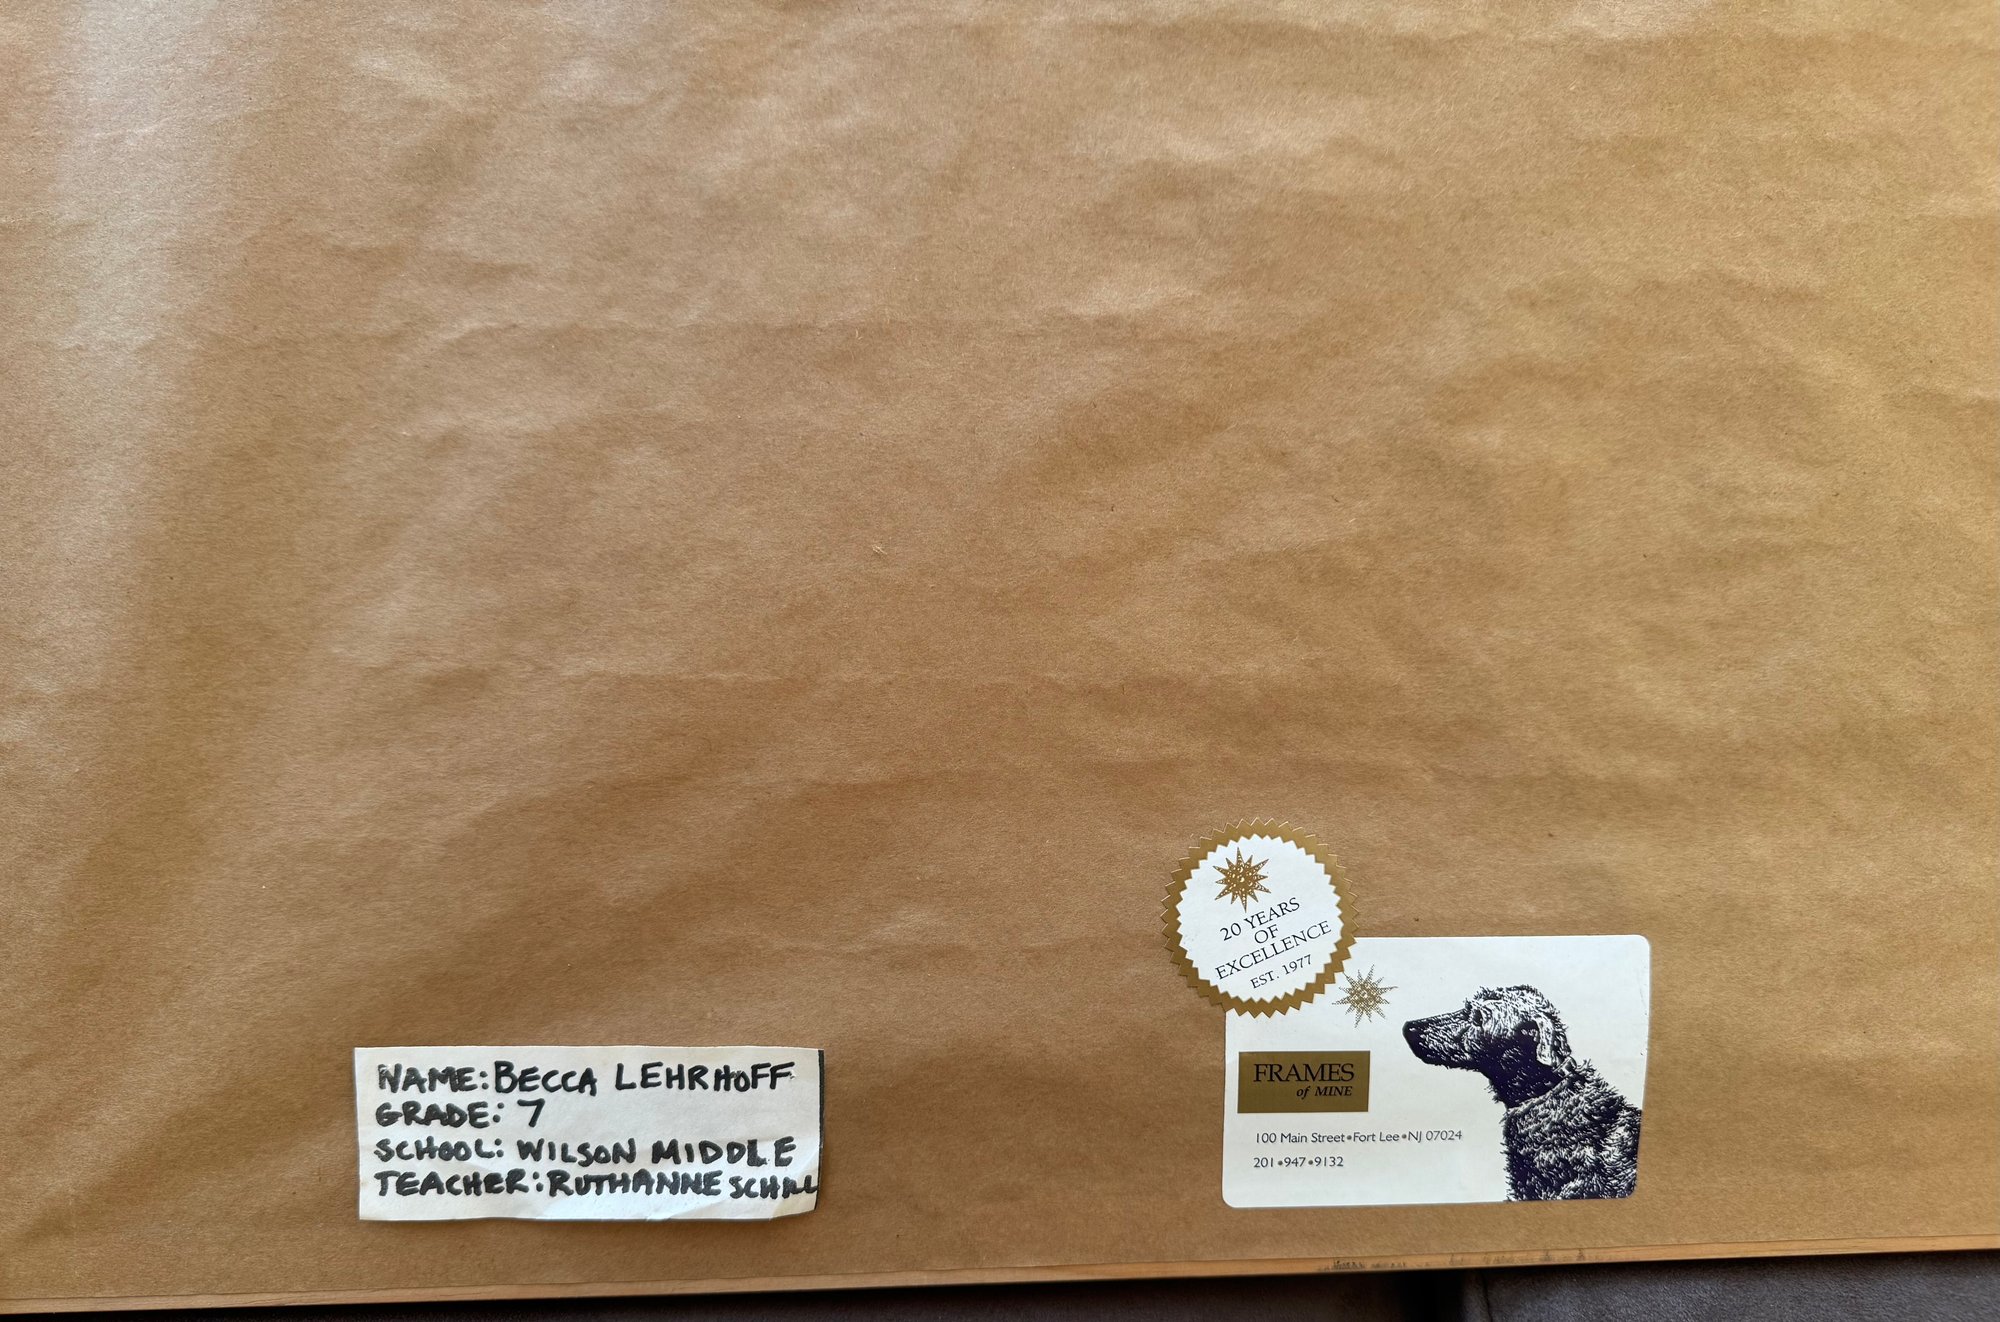 20 YEARS
OF
EXCELLENCE
EST. 1977
FRAMES
of MINE
100 Main Street•Fort Lee•NJ 07024
201•947•9132
NAME: BECCA LEHRHOFF
GRADE: 7
SCHOOL: WILSON MIDDLE
TEACHER: RUTHANNE